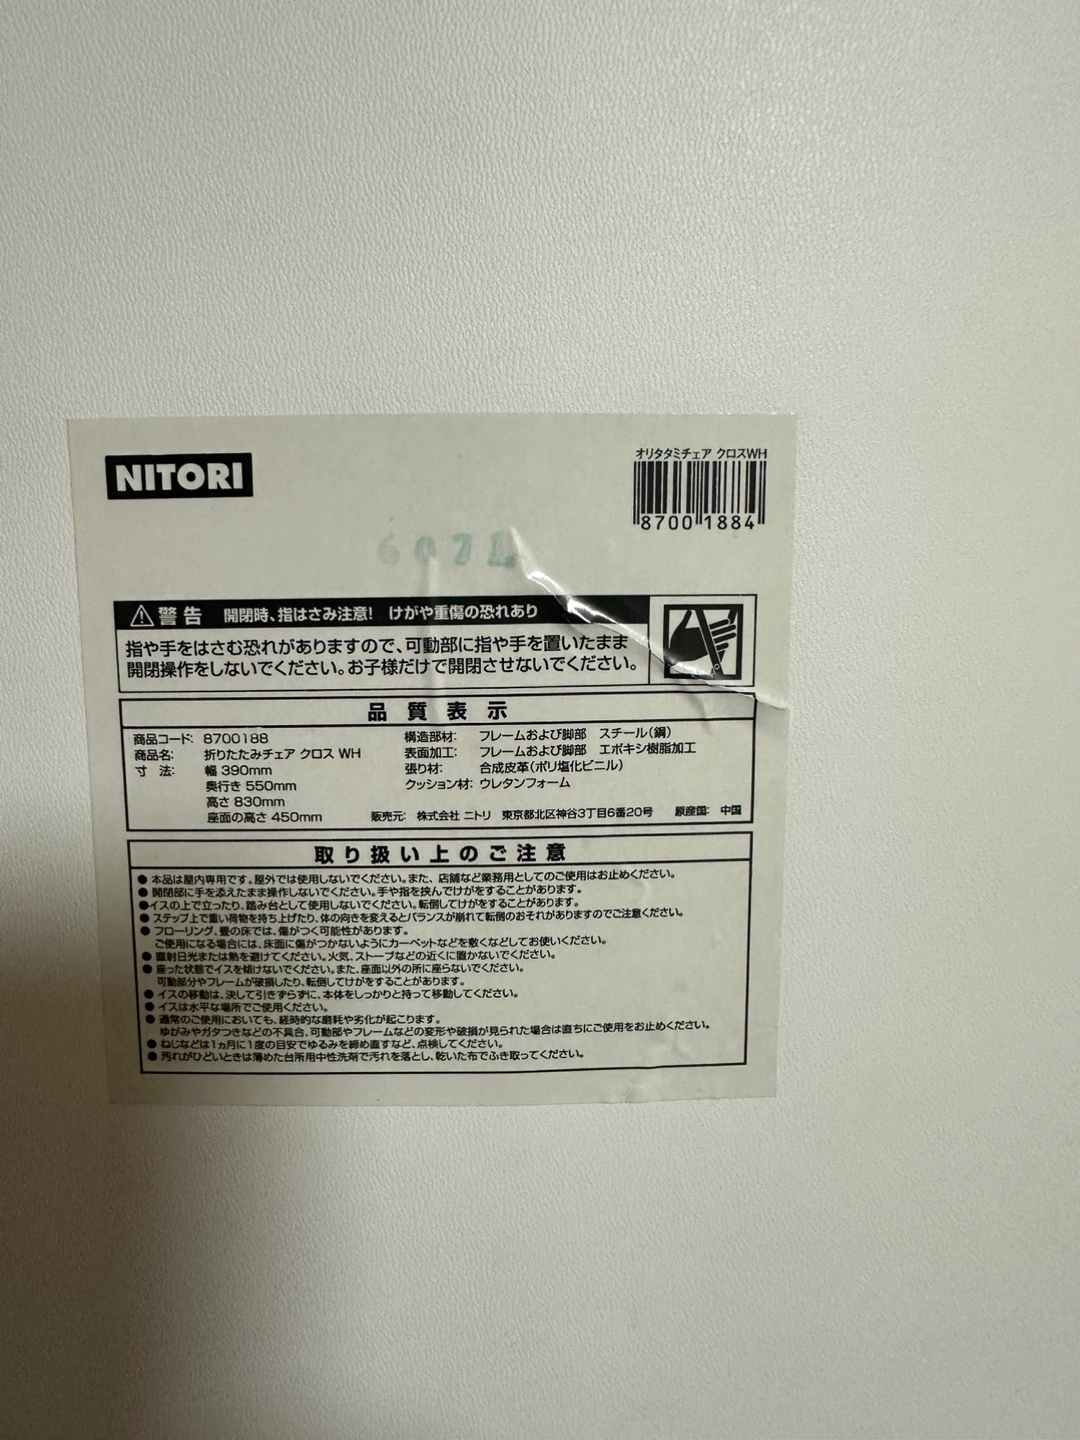 NITORI
オリタタミチェア クロスWH
87001884
607
警告 開閉時、指はさみ注意! けがや重傷の恐れあり
指や手をはさむ恐れがありますので、可動部に指や手を置いたまま
開閉操作をしないでください。お子様だけで開閉させないでください。
品質表示
商品コード: 8700188
商品名: 折りたたみチェア クロス WH
寸 法: 幅 390mm
奥行き 550mm
高さ 830mm
座面の高さ 450mm
構造部材: フレームおよび脚部 スチール(鋼)
表面加工: フレームおよび脚部 エポキシ樹脂加工
張り材: 合成皮革(ポリ塩化ビニル)
クッション材: ウレタンフォーム
販売元: 株式会社 ニトリ 東京都北区神谷3丁目6番20号 原産国: 中国
取り扱い上のご注意
●本品は屋内専用です。屋外では使用しないでください。また、店舗など業務用としてのご使用はお止めください。
●開閉部に手を添えたまま操作しないでください。手や指を挟んでけがをすることがあります。
●イスの上で立ったり、踏み台として使用しないでください。転倒してけがをすることがあります。
●ステップ上で重い荷物を持ち上げたり、体の向きを変えるとバランスが崩れて転倒のおそれがありますのでご注意ください。
●フローリング、畳の床では、傷がつく可能性があります。
ご使用になる場合には、床面に傷がつかないようにカーペットなどを敷くなどしてお使いください。
●直射日光または熱を避けてください。火気、ストーブなどの近くに置かないでください。
●座った状態でイスを傾けないでください。また、座面以外の所に座らないでください。
可動部分やフレームが破損したり、転倒してけがをすることがあります。
●イスの移動は、決して引きずらずに、本体をしっかりと持って移動してください。
●イスは水平な場所でご使用ください。
●通常のご使用においても、経時的な磨耗や劣化が起こります。
ゆがみやガタつきなどの不具合、可動部やフレームなどの変形や破損が見られた場合は直ちにご使用をお止めください。
●ねじなどは1ヵ月に1度の目安でゆるみを締め直すなど、点検してください。
●汚れがひどいときは薄めた台所用中性洗剤で汚れを落とし、乾いた布でふき取ってください。